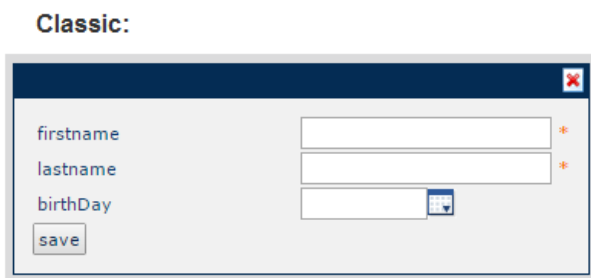 Classic:
firstname *
lastname *
birthDay
save